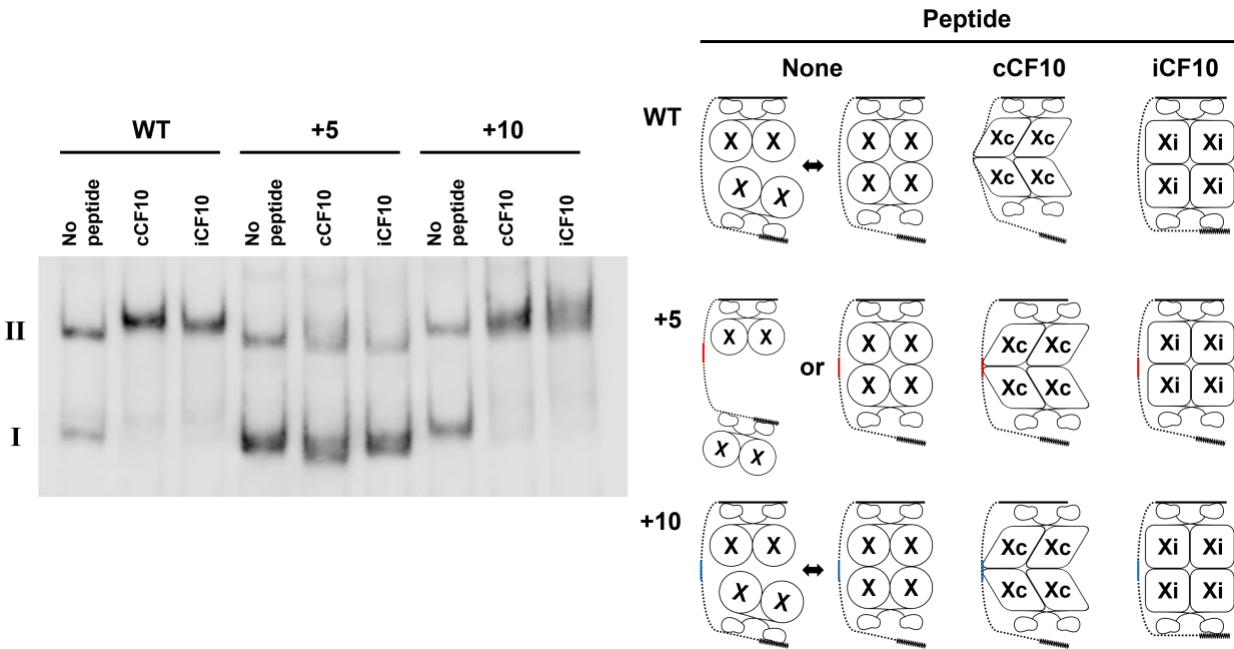 WT +5 +10
No peptide cCF10 iCF10 No peptide cCF10 iCF10 No peptide cCF10 iCF10
II
I
Peptide
None cCF10 iCF10
WT
X X X X Xc Xc Xi Xi
X X X X Xc Xc Xi Xi
+5
X X X X Xc Xc Xi Xi
or
X X Xc Xc Xi Xi
X X
+10
X X X X Xc Xc Xi Xi
X X X X Xc Xc Xi Xi